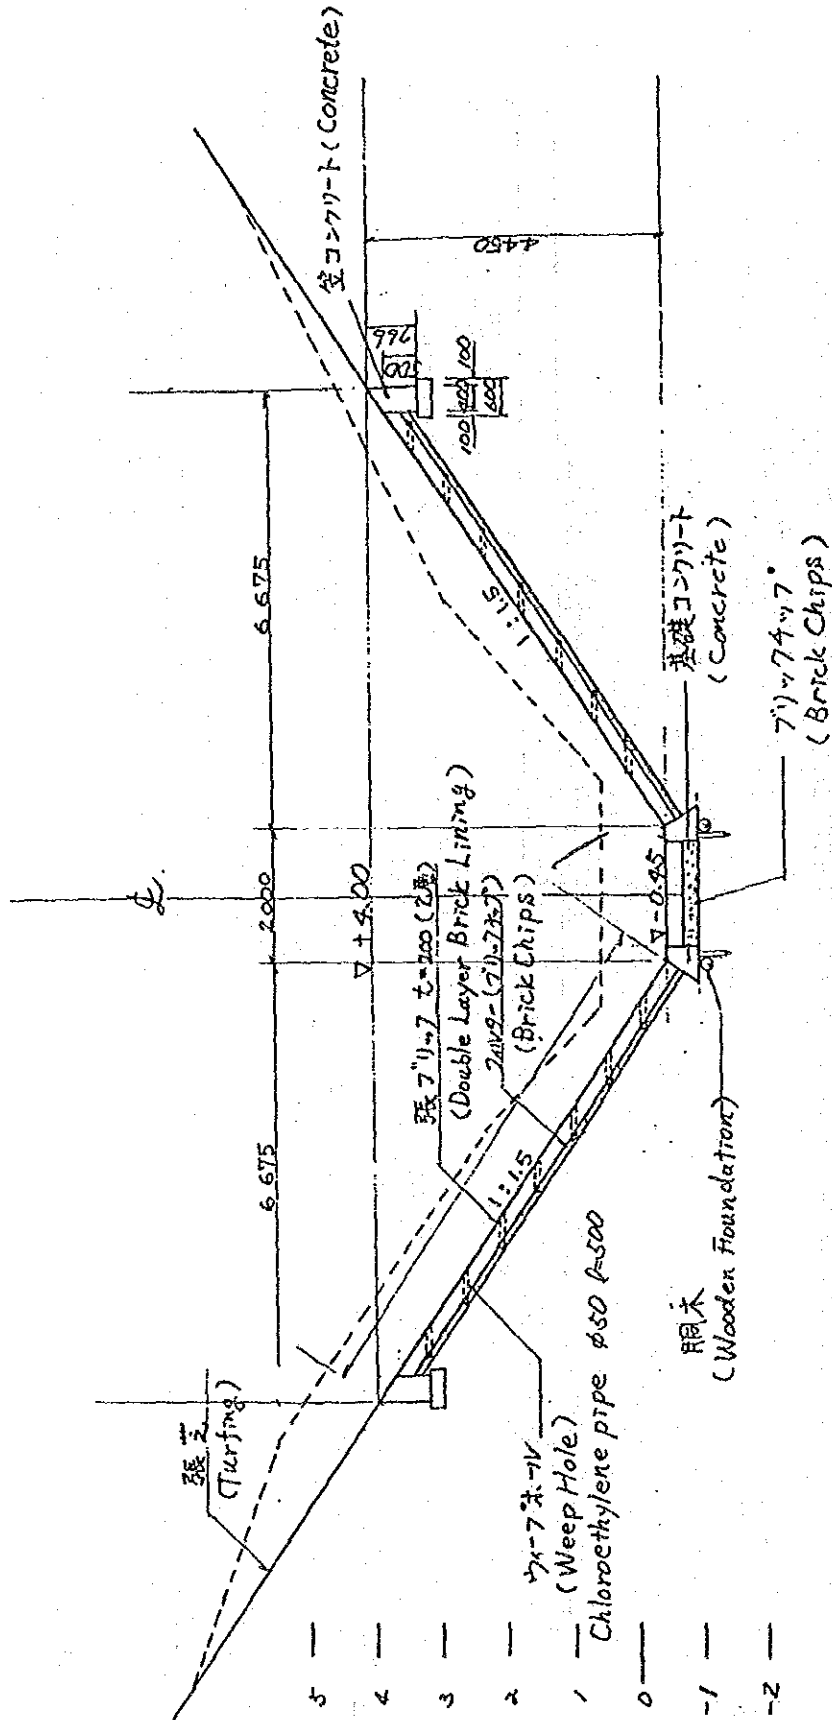 ℄.
6 675
2000
6 675
▽ +4.00
張芝
(Turfing)
笠コンクリート (Concrete)
4450
766
100
400
100
600
張ブリック t=200 (2層)
(Double Layer Brick Lining)
フィルター (ブリックチップ)
(Brick Chips)
1:1.5
1:1.5
▽-0.45
ウィープホール
(Weep Hole)
Chloroethylene pipe φ50 ℓ=500
胴木
(Wooden Foundation)
基礎コンクリート
(Concrete)
ブリックチップ
(Brick Chips)
5
4
3
2
1
0
-1
-2